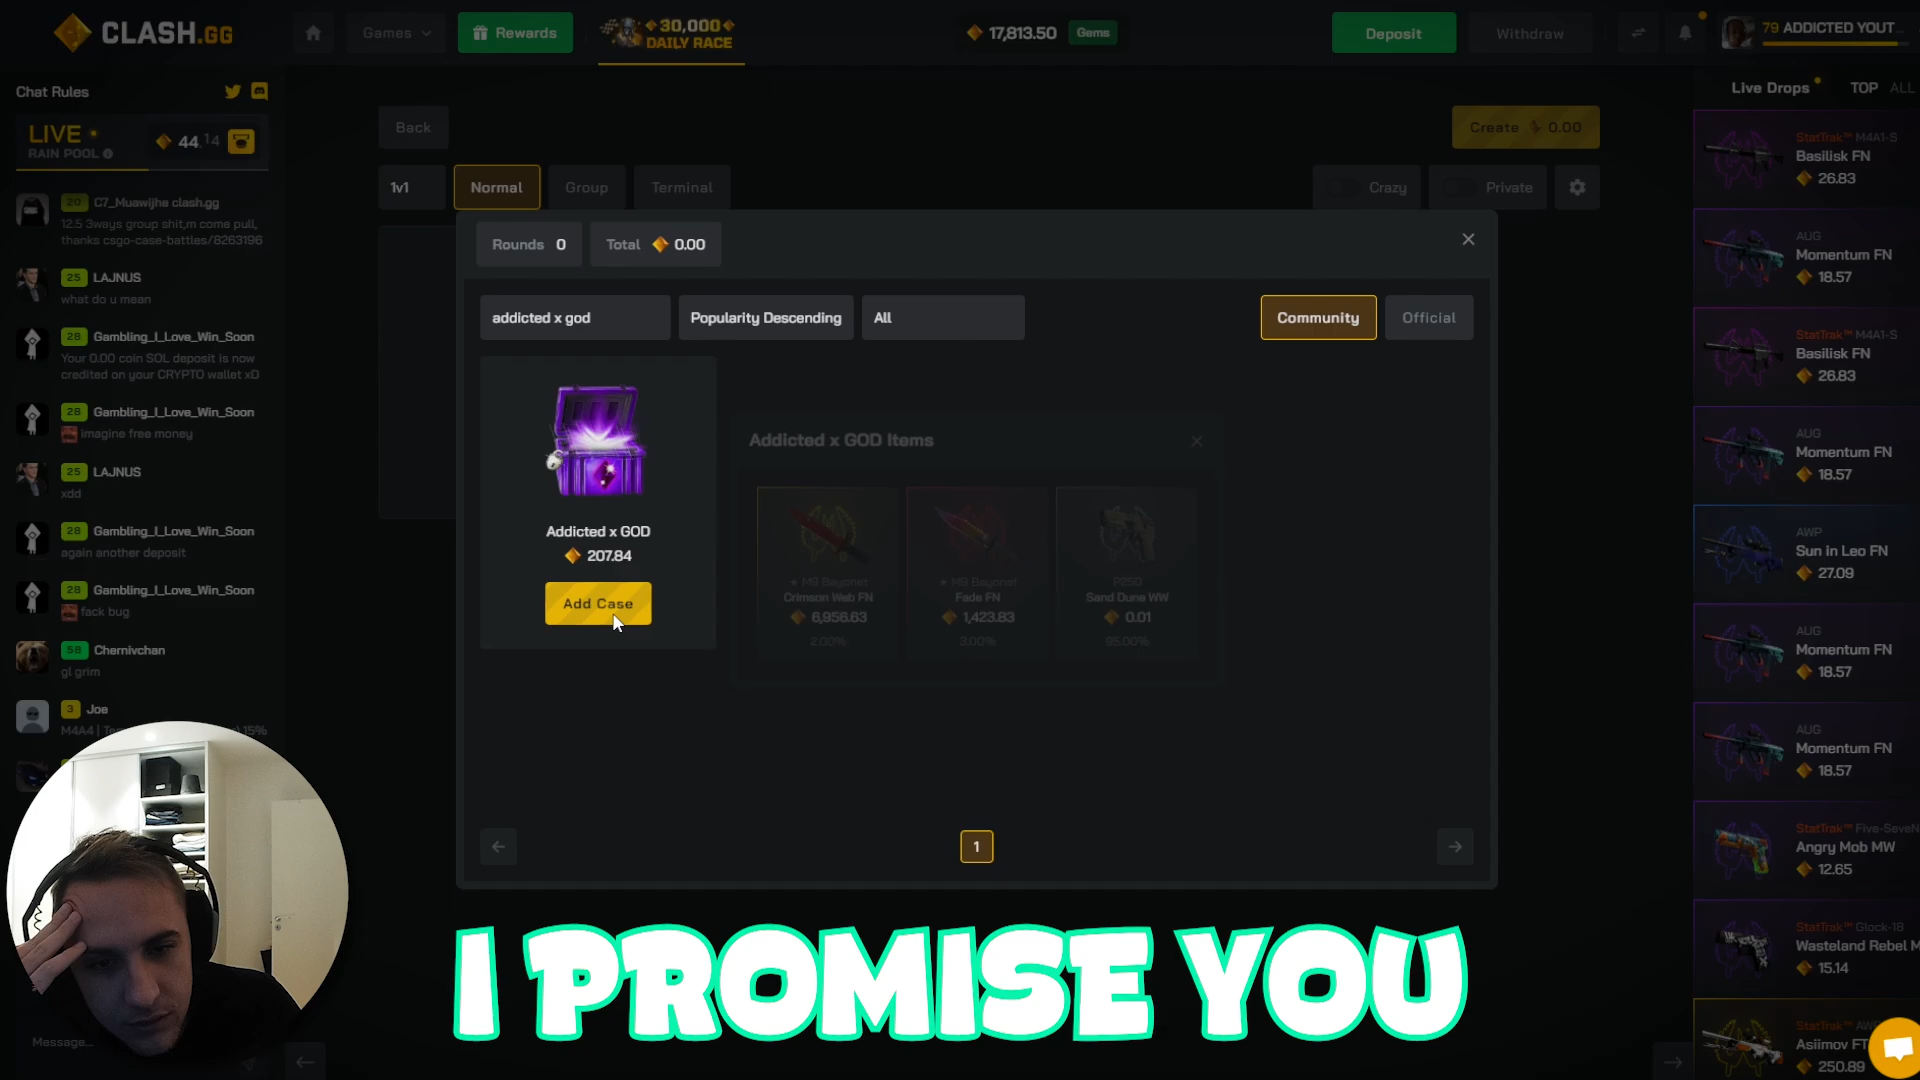 CLASH.GG
Games
Rewards
30,000
DAILY RACE
17,813.50 Gems
Deposit
Withdraw
79 ADDICTED YOUT...
Chat Rules
LIVE
RAIN POOL
44.14
20 C7_Muawijhe clash.gg
12.5 3ways group shit,m come pull,
thanks csgo-case-battles/8263196
25 LAJNUS
what do u mean
28 Gambling_I_Love_Win_Soon
Your 0.00 coin SOL deposit is now
credited on your CRYPTO wallet xD
28 Gambling_I_Love_Win_Soon
imagine free money
25 LAJNUS
xdd
28 Gambling_I_Love_Win_Soon
again another deposit
28 Gambling_I_Love_Win_Soon
fack bug
58 Chernivchan
gl grim
3 Joe
Message...
Back
Create 0.00
1v1
Normal
Group
Terminal
Crazy
Private
Rounds 0
Total 0.00
addicted x god
Popularity Descending
All
Community
Official
Addicted x GOD
207.84
Add Case
Addicted x GOD Items
★ M9 Bayonet
Crimson Web FN
6,956.63
2.00%
★ M9 Bayonet
Fade FN
1,423.83
3.00%
P250
Sand Dune WW
0.01
95.00%
1
Live Drops
TOP
ALL
StatTrak™ M4A1-S
Basilisk FN
26.83
AUG
Momentum FN
18.57
StatTrak™ M4A1-S
Basilisk FN
26.83
AUG
Momentum FN
18.57
AWP
Sun in Leo FN
27.09
AUG
Momentum FN
18.57
AUG
Momentum FN
18.57
StatTrak™ Five-SeveN
Angry Mob MW
12.65
StatTrak™ Glock-18
Wasteland Rebel M
15.14
StatTrak™ AW
Asiimov FT
250.89
I PROMISE YOU